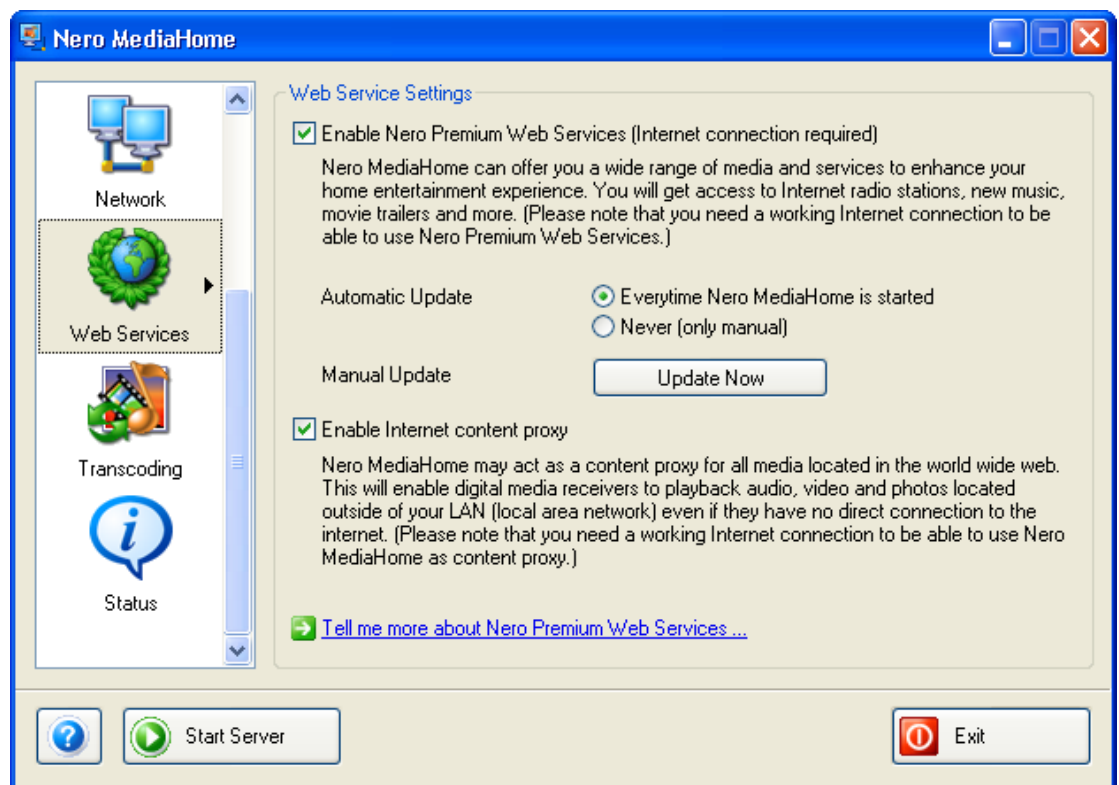 Nero MediaHome
Network
Web Services
Transcoding
Status
Web Service Settings
Enable Nero Premium Web Services (Internet connection required)
Nero MediaHome can offer you a wide range of media and services to enhance your
home entertainment experience. You will get access to Internet radio stations, new music,
movie trailers and more. (Please note that you need a working Internet connection to be
able to use Nero Premium Web Services.)
Automatic Update
Everytime Nero MediaHome is started
Never (only manual)
Manual Update
Update Now
Enable Internet content proxy
Nero MediaHome may act as a content proxy for all media located in the world wide web.
This will enable digital media receivers to playback audio, video and photos located
outside of your LAN (local area network) even if they have no direct connection to the
internet. (Please note that you need a working Internet connection to be able to use Nero
MediaHome as content proxy.)
Tell me more about Nero Premium Web Services ...
Start Server
Exit